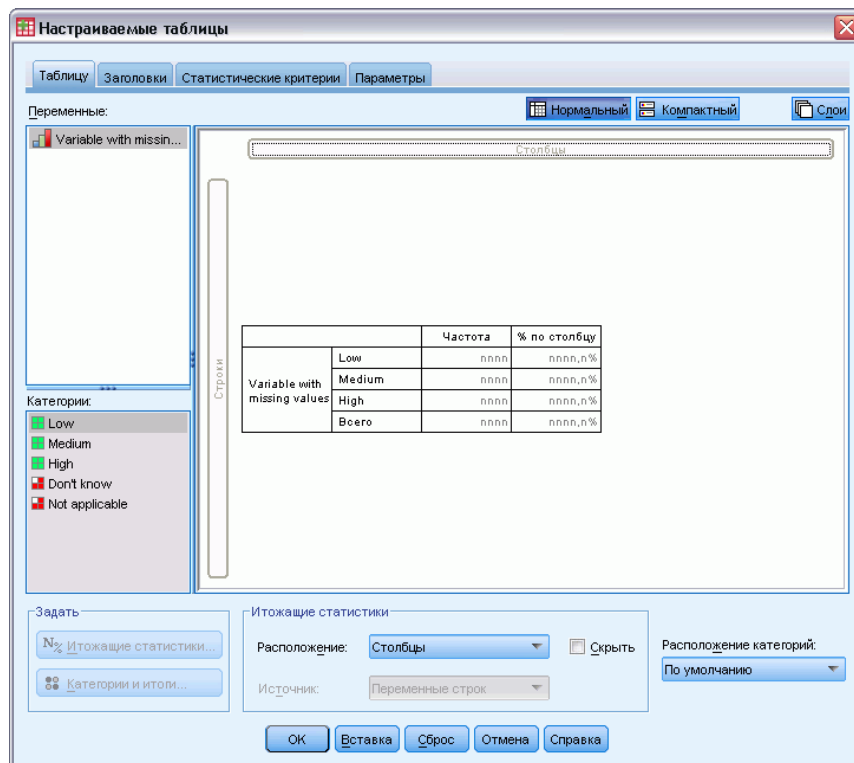 Настраиваемые таблицы
Таблицу Заголовки Статистические критерии Параметры
Переменные:
Нормальный Компактный Слои
Variable with missin...
Столбцы
Строки
Частота % по столбцу
Variable with missing values
Low nnnn nnnn,n%
Medium nnnn nnnn,n%
High nnnn nnnn,n%
Всего nnnn nnnn,n%
Категории:
Low
Medium
High
Don't know
Not applicable
Задать
N% Итожащие статистики...
Категории и итоги...
Итожащие статистики
Расположение: Столбцы Скрыть
Источник: Переменные строк
Расположение категорий:
По умолчанию
OK Вставка Сброс Отмена Справка